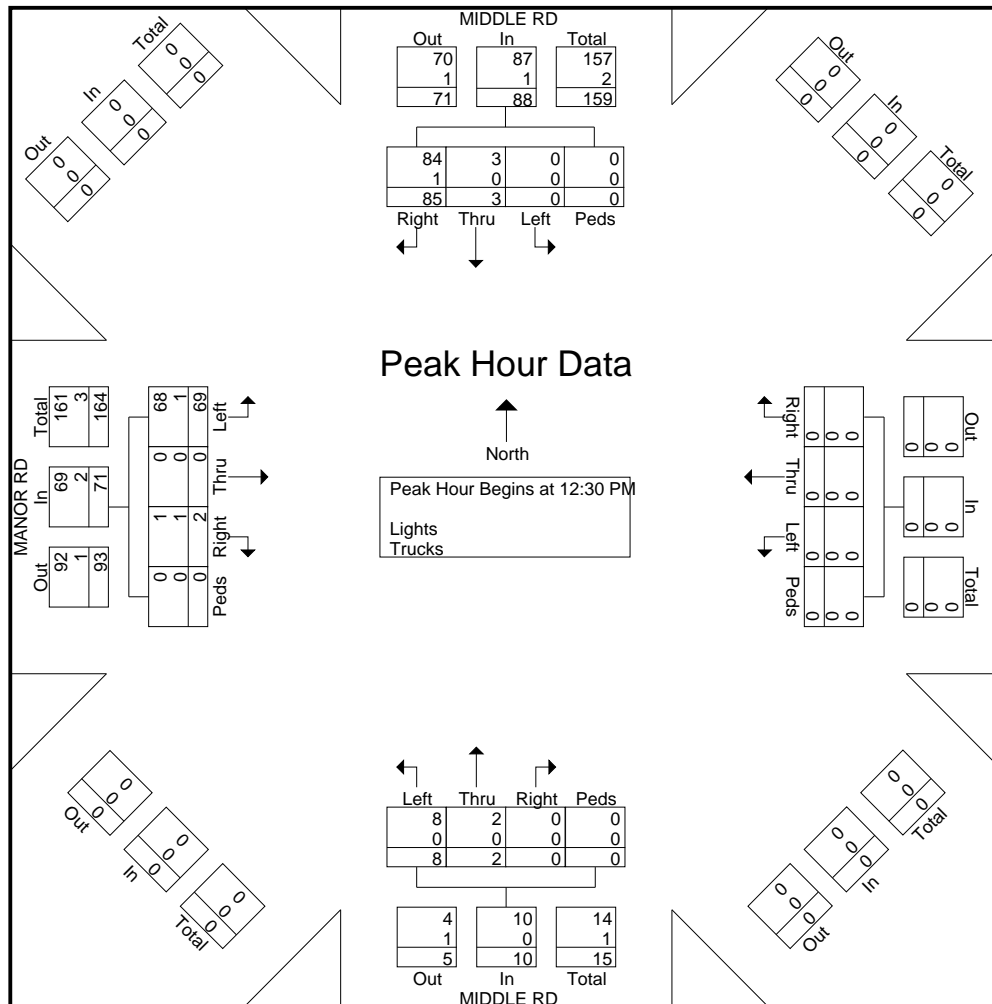 MIDDLE RD
Out In Total
70 87 157
1 1 2
71 88 159
84 3 0 0
1 0 0 0
85 3 0 0
Right Thru Left Peds
Total
0 0 0
In
0 0 0
Out
0 0 0
Out
0 0 0
In
0 0 0
Total
0 0 0
Peak Hour Data
North
Peak Hour Begins at 12:30 PM
Lights
Trucks
MANOR RD
Out In Total
92 69 161
1 2 3
93 71 164
Peds Right Thru Left
0 1 0 68
0 1 0 1
0 2 0 69
Right Thru Left Peds
0 0 0 0
0 0 0 0
0 0 0 0
Out In Total
0 0 0
0 0 0
0 0 0
Out
0 0 0
In
0 0 0
Total
0 0 0
Total
0 0 0
In
0 0 0
Out
0 0 0
Left Thru Right Peds
8 2 0 0
0 0 0 0
8 2 0 0
4 10 14
1 0 1
5 10 15
Out In Total
MIDDLE RD